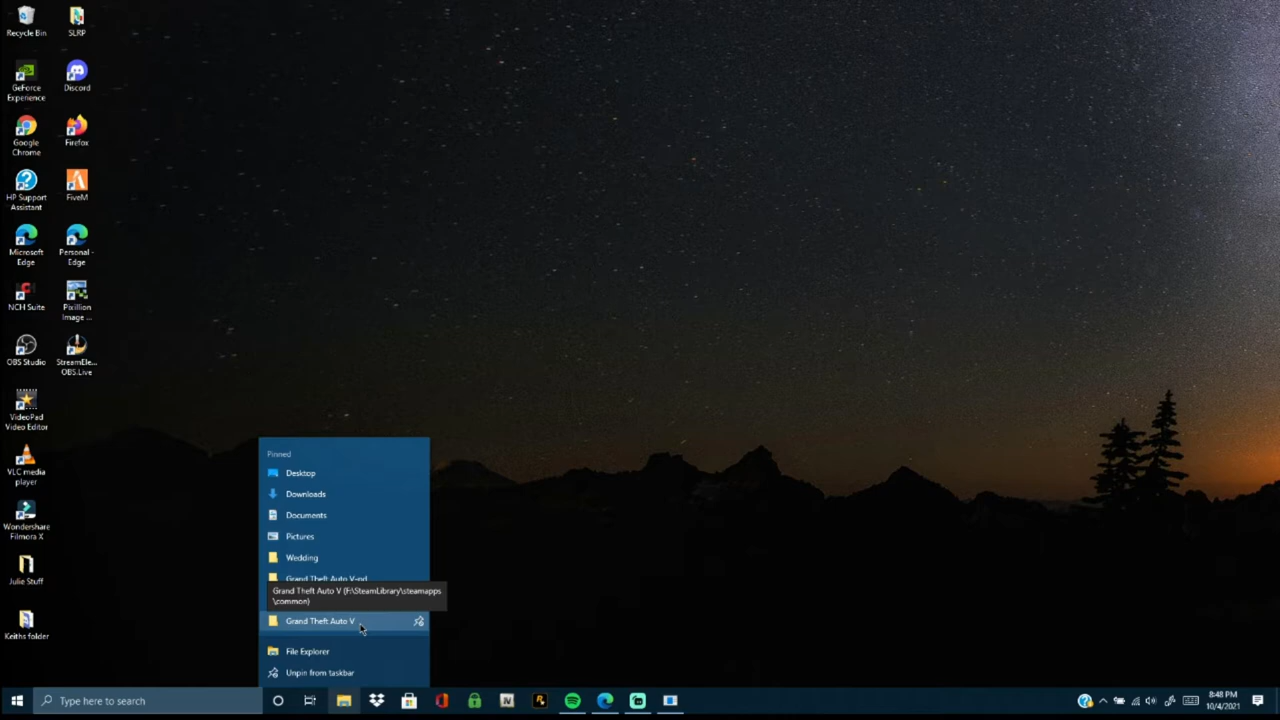 Recycle Bin
SLRP
GeForce
Experience
Discord
Google
Chrome
Firefox
HP Support
Assistant
FiveM
Microsoft
Edge
Personal -
Edge
NCH Suite
Pixillion
Image ...
OBS Studio
StreamEle...
OBS.Live
VideoPad
Video Editor
VLC media
player
Wondershare
Filmora X
Julie Stuff
Keiths folder
Pinned
Desktop
Downloads
Documents
Pictures
Wedding
Grand Theft Auto V-
Grand Theft Auto V (F:\SteamLibrary\steamapps
\common)
Grand Theft Auto V
File Explorer
Unpin from taskbar
Type here to search
8:48 PM
10/4/2021